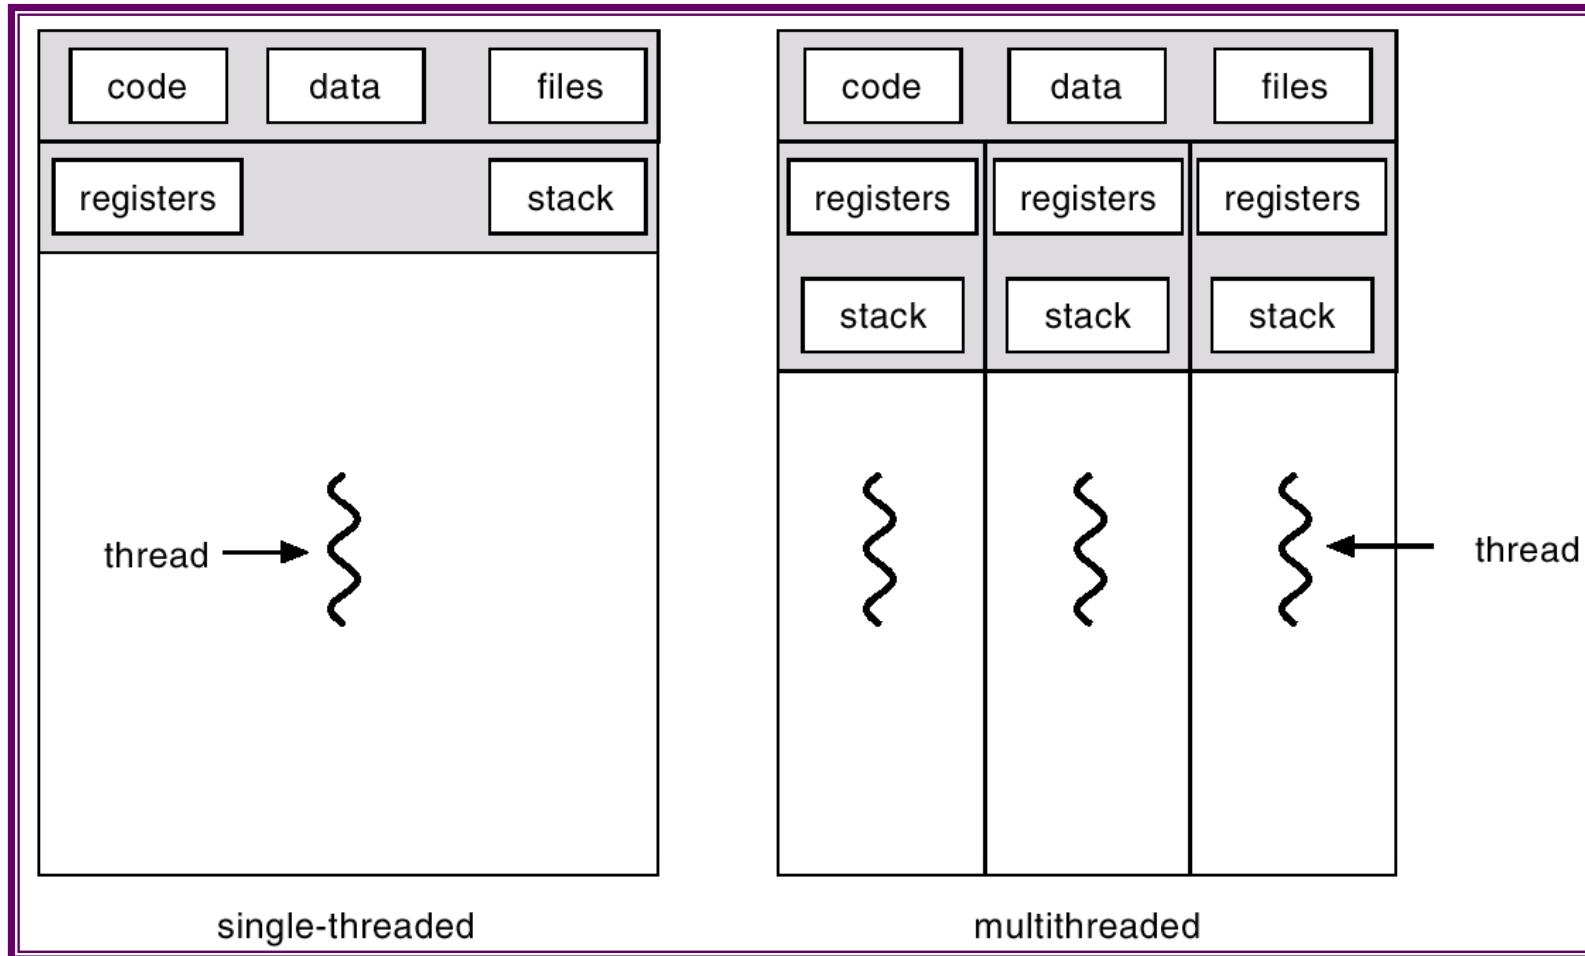 code data files
registers stack
thread
single-threaded
code data files
registers registers registers
stack stack stack
thread
multithreaded